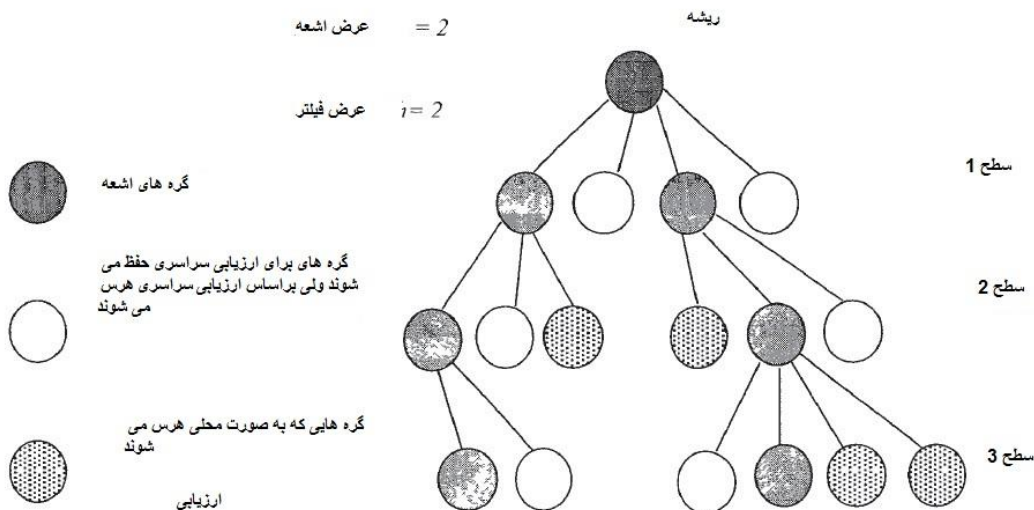 ریشه
عرض اشعه = 2
عرض فیلتر = 2
سطح 1
گره های اشعه
گره های برای ارزیابی سراسری حفظ می
شوند ولی براساس ارزیابی سراسری هرس
می شوند
سطح 2
گره هایی که به صورت محلی هرس می
شوند
سطح 3
ارزیابی